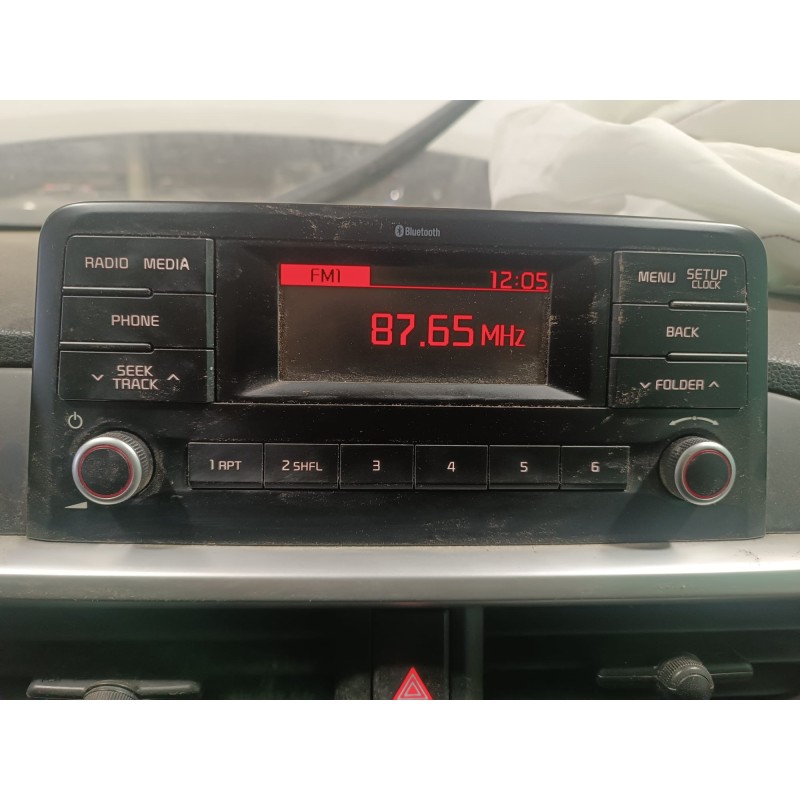 Bluetooth
RADIO MEDIA
FM1 12:05
MENU SETUP
CLOCK
PHONE
87.65 MHz
BACK
SEEK
TRACK
FOLDER
1 RPT 2 SHFL 3 4 5 6